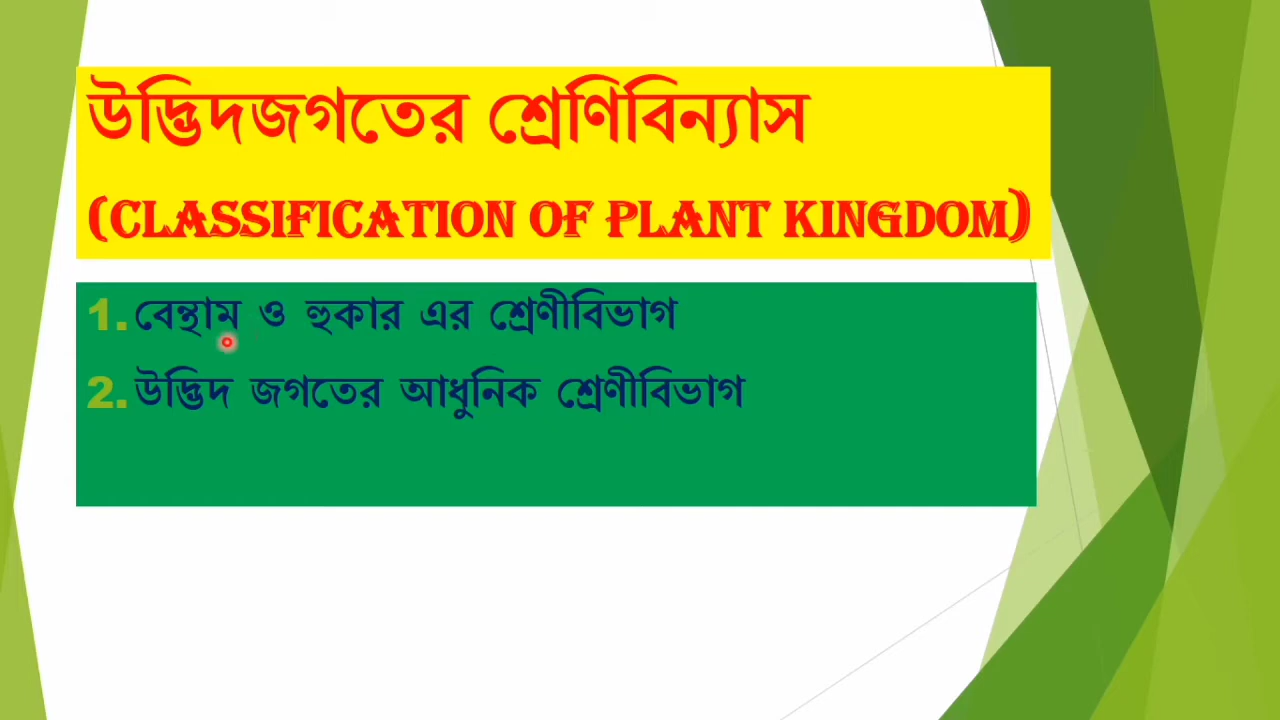 উদ্ভিদজগতের শ্রেণিবিন্যাস
(CLASSIFICATION OF PLANT KINGDOM)
1. বেন্থাম ও হুকার এর শ্রেণীবিভাগ
2. উদ্ভিদ জগতের আধুনিক শ্রেণীবিভাগ